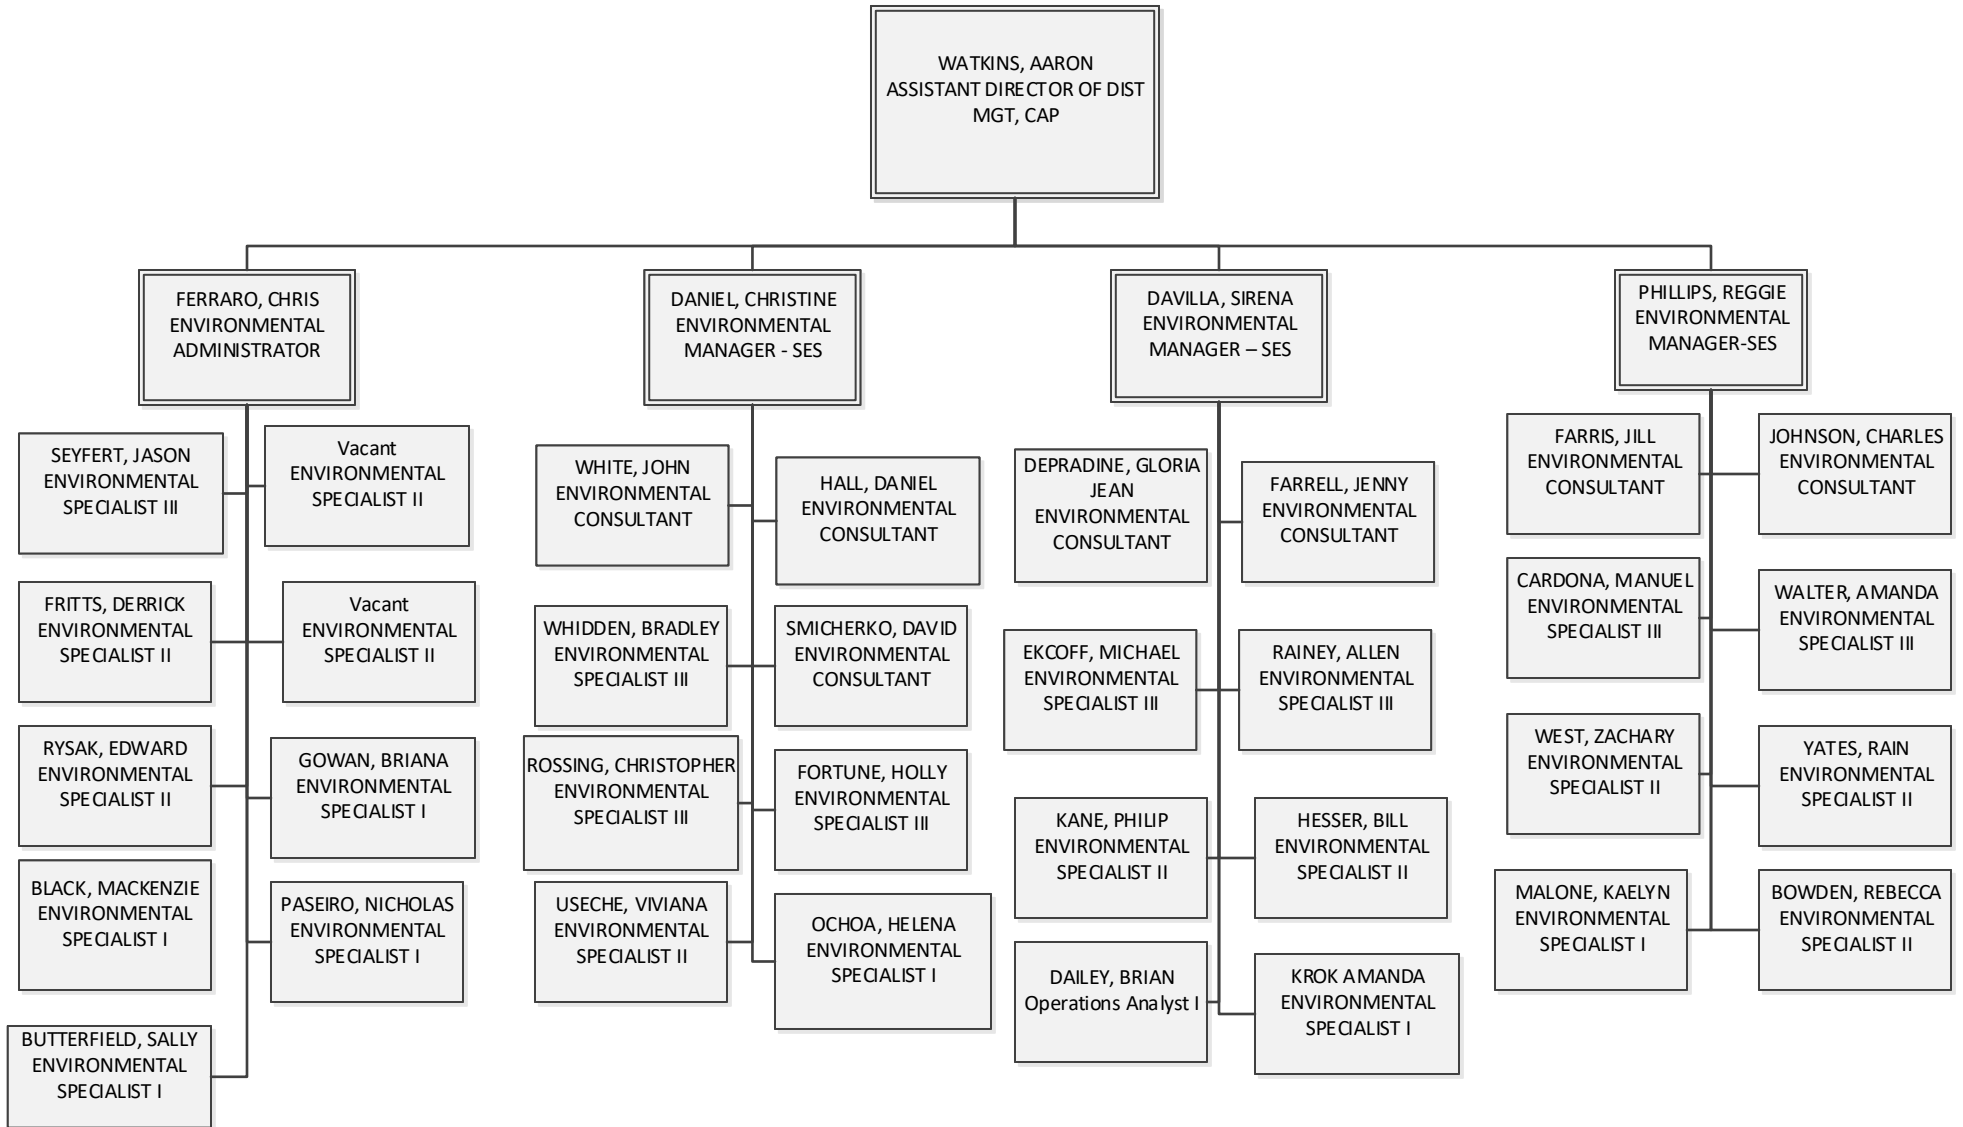 WATKINS, AARON
ASSISTANT DIRECTOR OF DIST
MGT, CAP
FERRARO, CHRIS
ENVIRONMENTAL
ADMINISTRATOR
DANIEL, CHRISTINE
ENVIRONMENTAL
MANAGER - SES
DAVILLA, SIRENA
ENVIRONMENTAL
MANAGER – SES
PHILLIPS, REGGIE
ENVIRONMENTAL
MANAGER-SES
SEYFERT, JASON
ENVIRONMENTAL
SPECIALIST III
Vacant
ENVIRONMENTAL
SPECIALIST II
FRITTS, DERRICK
ENVIRONMENTAL
SPECIALIST II
Vacant
ENVIRONMENTAL
SPECIALIST II
RYSAK, EDWARD
ENVIRONMENTAL
SPECIALIST II
GOWAN, BRIANA
ENVIRONMENTAL
SPECIALIST I
BLACK, MACKENZIE
ENVIRONMENTAL
SPECIALIST I
PASEIRO, NICHOLAS
ENVIRONMENTAL
SPECIALIST I
BUTTERFIELD, SALLY
ENVIRONMENTAL
SPECIALIST I
WHITE, JOHN
ENVIRONMENTAL
CONSULTANT
HALL, DANIEL
ENVIRONMENTAL
CONSULTANT
WHIDDEN, BRADLEY
ENVIRONMENTAL
SPECIALIST III
SMICHERKO, DAVID
ENVIRONMENTAL
CONSULTANT
ROSSING, CHRISTOPHER
ENVIRONMENTAL
SPECIALIST III
FORTUNE, HOLLY
ENVIRONMENTAL
SPECIALIST III
USECHE, VIVIANA
ENVIRONMENTAL
SPECIALIST II
OCHOA, HELENA
ENVIRONMENTAL
SPECIALIST I
DEPRADINE, GLORIA
JEAN
ENVIRONMENTAL
CONSULTANT
FARRELL, JENNY
ENVIRONMENTAL
CONSULTANT
EKCOFF, MICHAEL
ENVIRONMENTAL
SPECIALIST III
RAINEY, ALLEN
ENVIRONMENTAL
SPECIALIST III
KANE, PHILIP
ENVIRONMENTAL
SPECIALIST II
HESSER, BILL
ENVIRONMENTAL
SPECIALIST II
DAILEY, BRIAN
Operations Analyst I
KROK AMANDA
ENVIRONMENTAL
SPECIALIST I
FARRIS, JILL
ENVIRONMENTAL
CONSULTANT
JOHNSON, CHARLES
ENVIRONMENTAL
CONSULTANT
CARDONA, MANUEL
ENVIRONMENTAL
SPECIALIST III
WALTER, AMANDA
ENVIRONMENTAL
SPECIALIST III
WEST, ZACHARY
ENVIRONMENTAL
SPECIALIST II
YATES, RAIN
ENVIRONMENTAL
SPECIALIST II
MALONE, KAELYN
ENVIRONMENTAL
SPECIALIST I
BOWDEN, REBECCA
ENVIRONMENTAL
SPECIALIST II